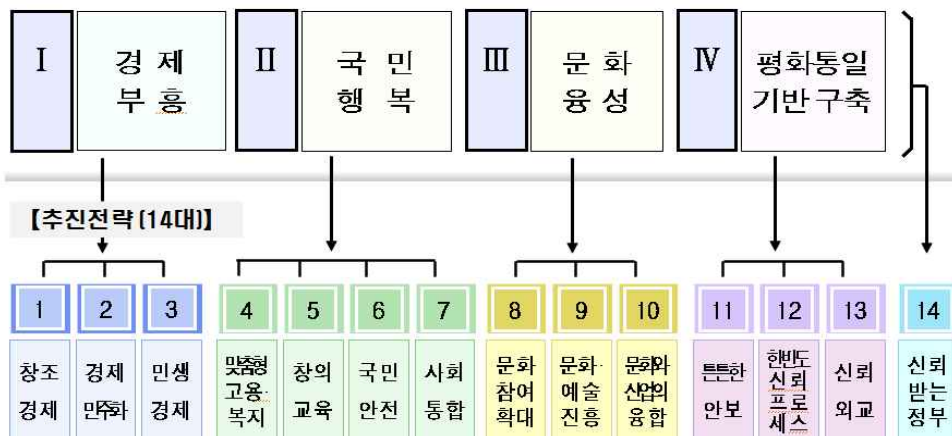 Ⅰ
경 제
부 흥
Ⅱ
국 민
행 복
Ⅲ
문 화
융 성
Ⅳ
평화통일
기반 구축
【추진전략 (14대)】
1
2
3
4
5
6
7
8
9
10
11
12
13
14
창조
경제
경제
민주화
민생
경제
맞춤형
고용·
복지
창의
교육
국민
안전
사회
통합
문화
참여
확대
문화·
예술
진흥
문화와
산업의
융합
튼튼한
안보
한반도
신뢰
프로
세스
신뢰
외교
신뢰
받는
정부